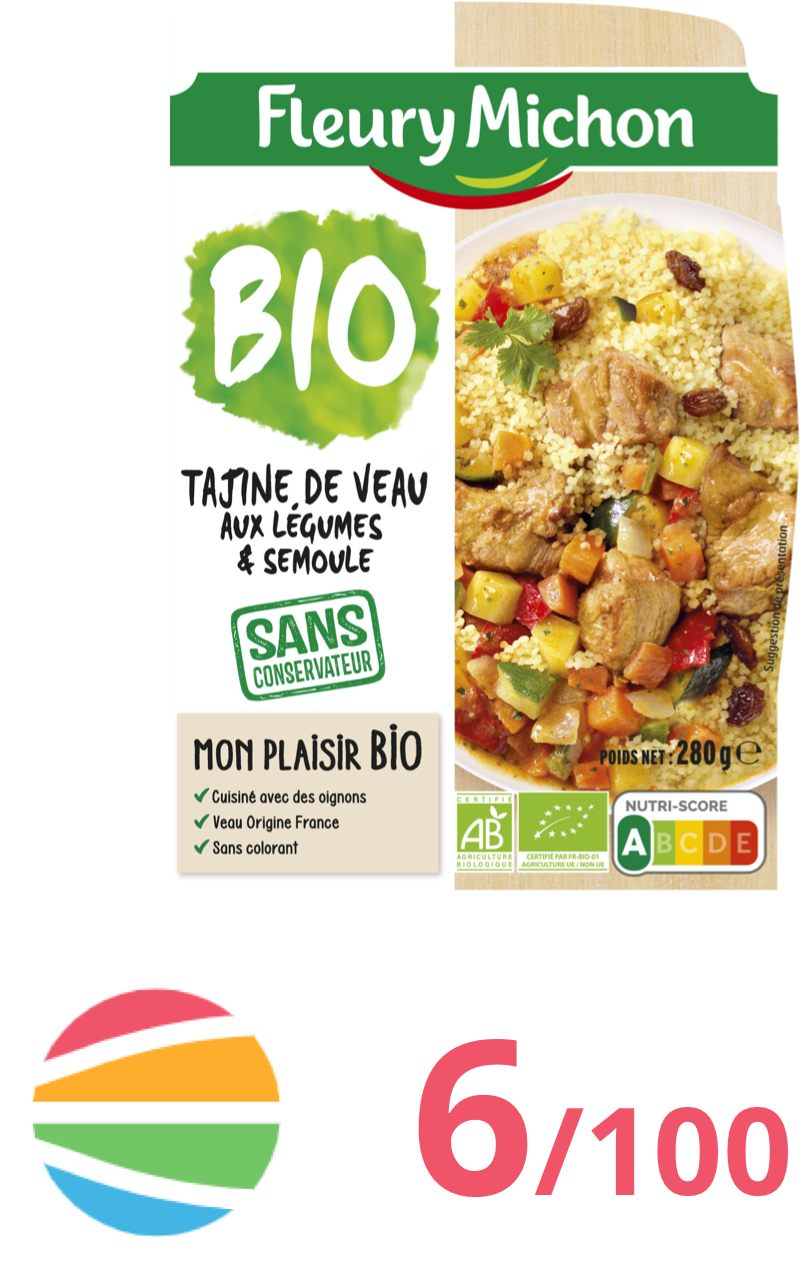 Fleury Michon
BIO
TAJINE DE VEAU
AUX LÉGUMES
& SEMOULE
SANS
CONSERVATEUR
MON PLAISIR BIO
Cuisiné avec des oignons
Veau Origine France
Sans colorant
Suggestion de présentation
POIDS NET : 280 g e
CERTIFIÉ
AB
AGRICULTURE
BIOLOGIQUE
CERTIFIÉ PAR FR-BIO-01
AGRICULTURE UE / NON UE
NUTRI-SCORE
A B C D E
6/100